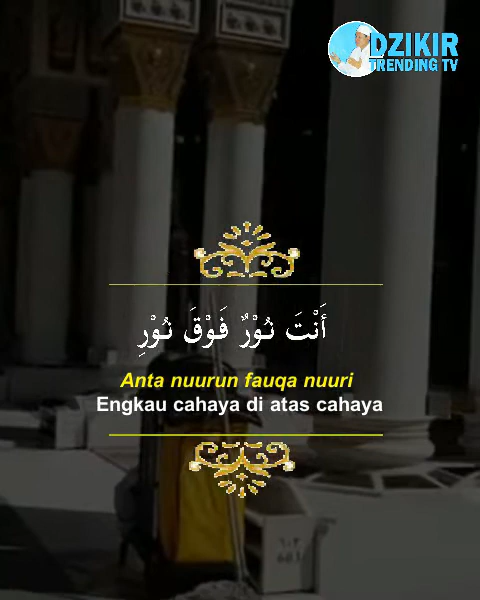 DZIKIR
TRENDING TV
أَنْتَ نُوْرٌ فَوْقَ نُوْرِ
Anta nuurun fauqa nuuri
Engkau cahaya di atas cahaya